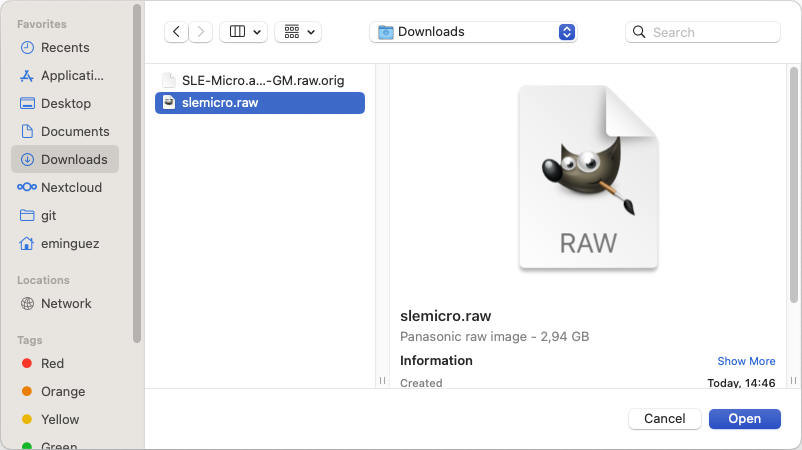 Favorites
Recents
Applicati...
Desktop
Documents
Downloads
Nextcloud
git
eminguez
Locations
Network
Tags
Red
Orange
Yellow
Green
Downloads
Search
SLE-Micro.a...-GM.raw.orig
slemicro.raw
RAW
slemicro.raw
Panasonic raw image - 2,94 GB
Information
Show More
Created
Today, 14:46
Cancel
Open